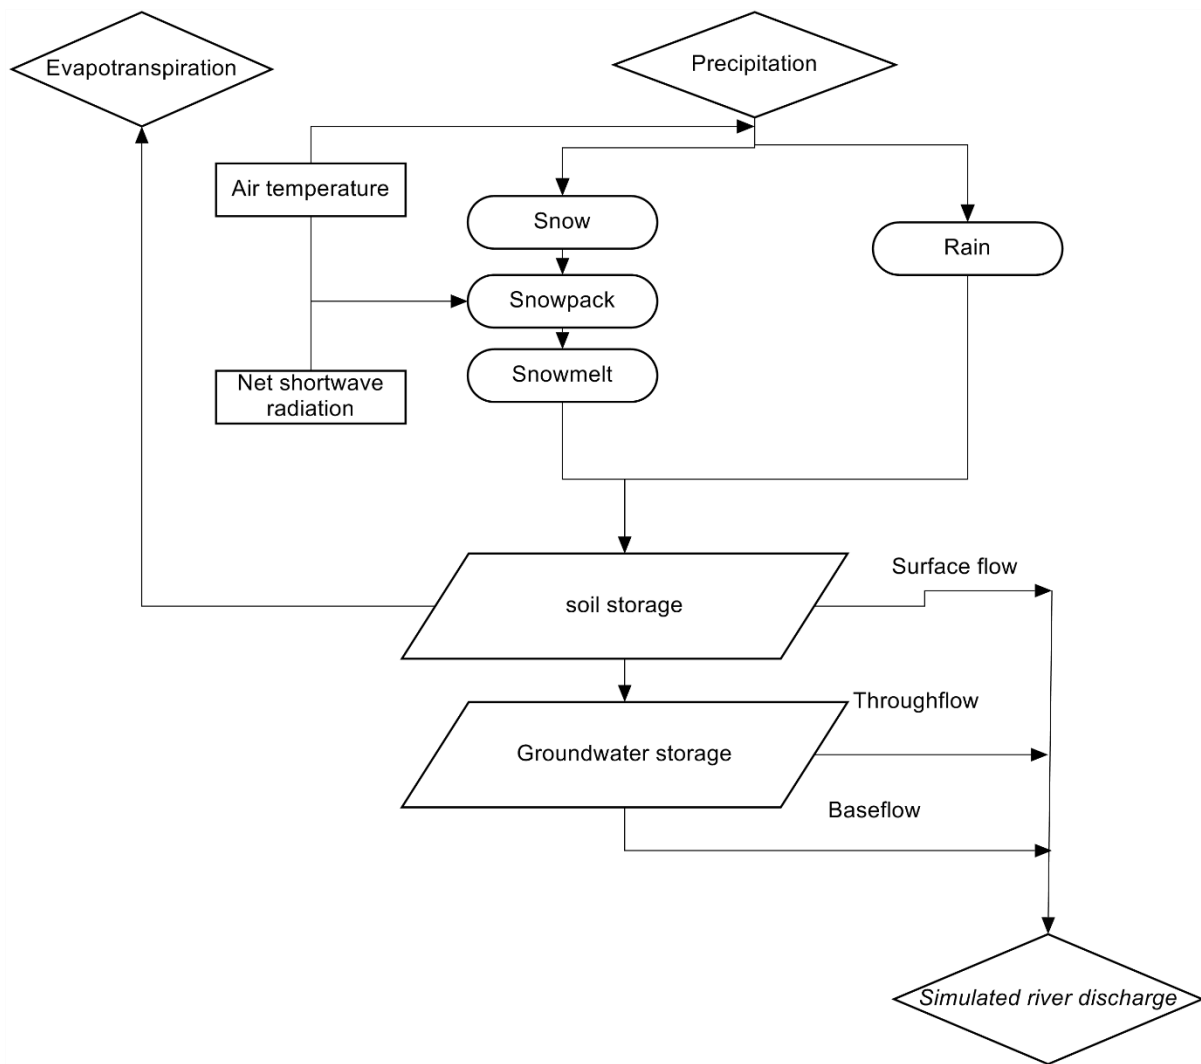 Evapotranspiration
Precipitation
Air temperature
Snow
Rain
Snowpack
Net shortwave
radiation
Snowmelt
Surface flow
soil storage
Throughflow
Groundwater storage
Baseflow
Simulated river discharge